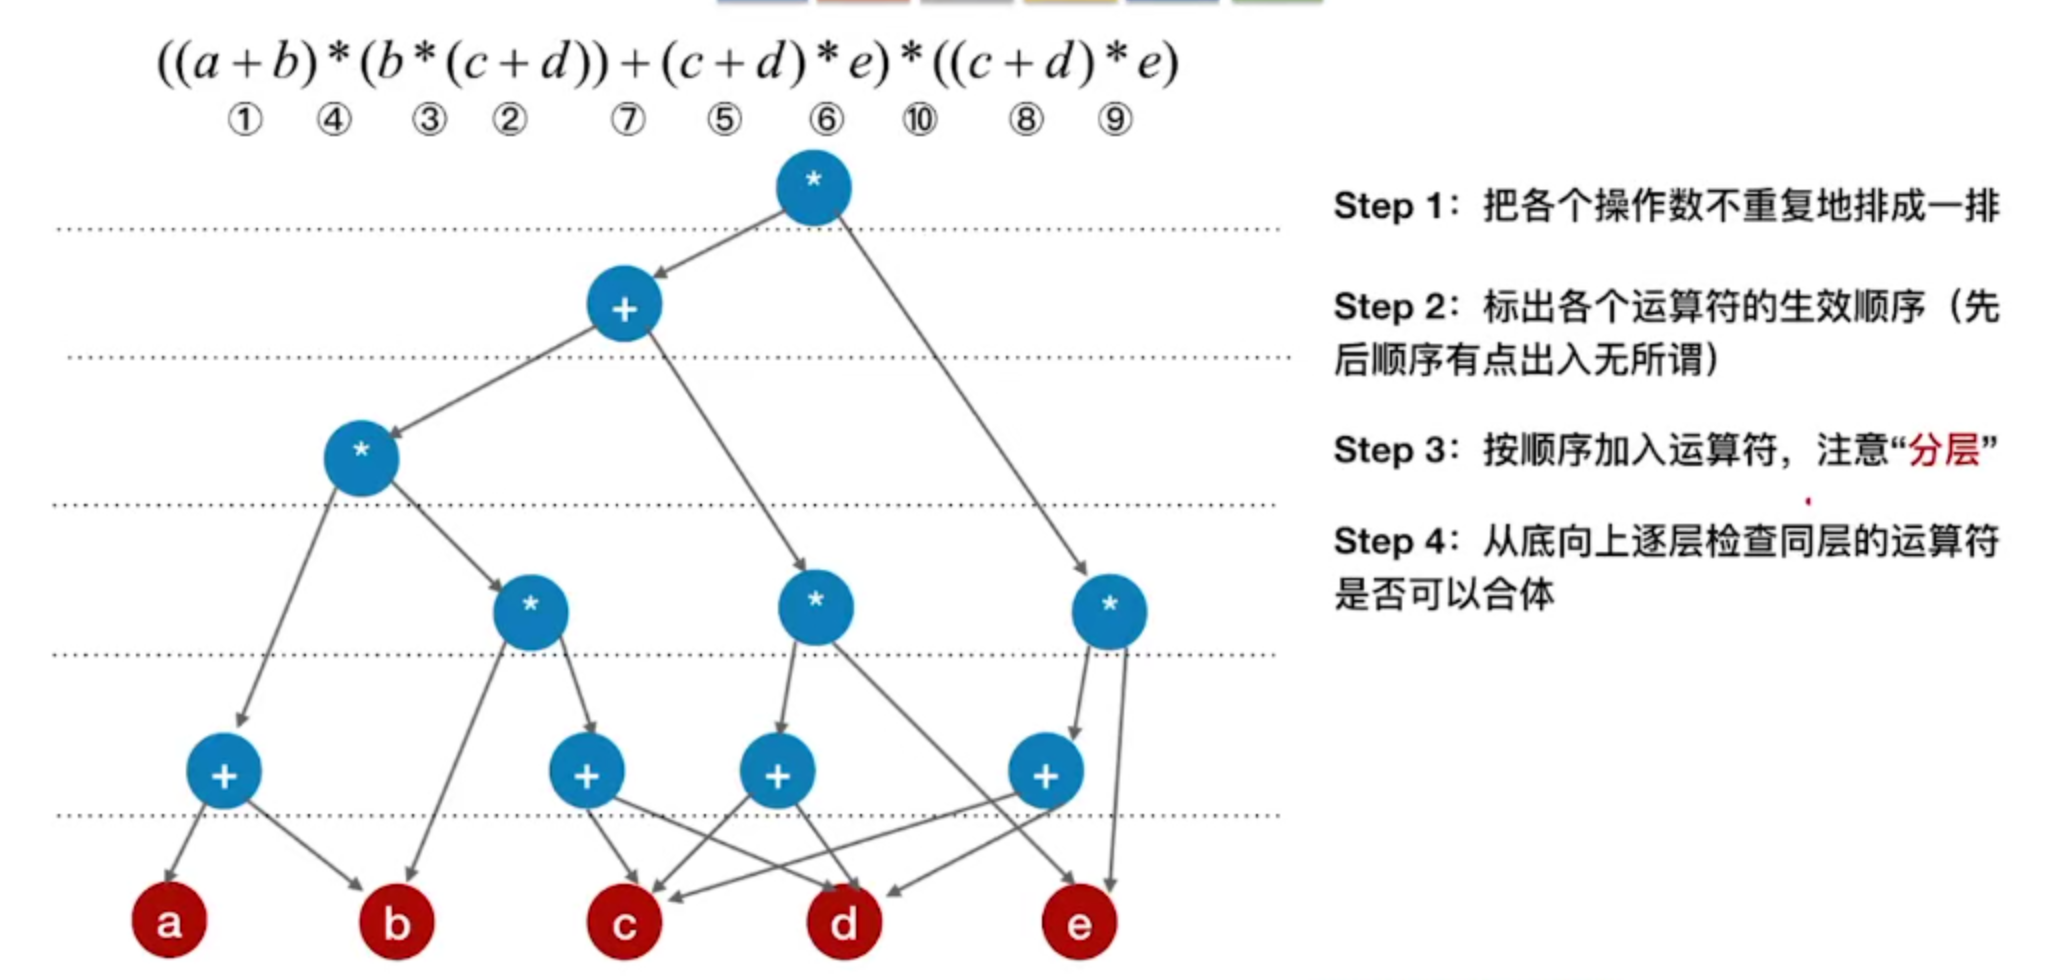 ((a+b)*(b*(c+d))+(c+d)*e)*((c+d)*e)
① ④ ③ ② ⑦ ⑤ ⑥ ⑩ ⑧ ⑨
*
+
*
* * *
+ + + +
a b c d e
Step 1：把各个操作数不重复地排成一排
Step 2：标出各个运算符的生效顺序（先
后顺序有点出入无所谓）
Step 3：按顺序加入运算符，注意“分层”
Step 4：从底向上逐层检查同层的运算符
是否可以合体